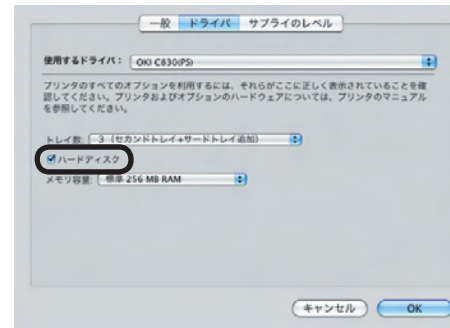 一般 ドライバ サプライのレベル
使用するドライバ： OKI C830(PS)
プリンタのすべてのオプションを利用するには、それらがここに正しく表示されていることを確
認してください。プリンタおよびオプションのハードウェアについては、プリンタのマニュアル
を参照してください。
トレイ数: 3（セカンドトレイ+サードトレイ追加）
ハードディスク
メモリ容量: 標準 256 MB RAM
キャンセル OK